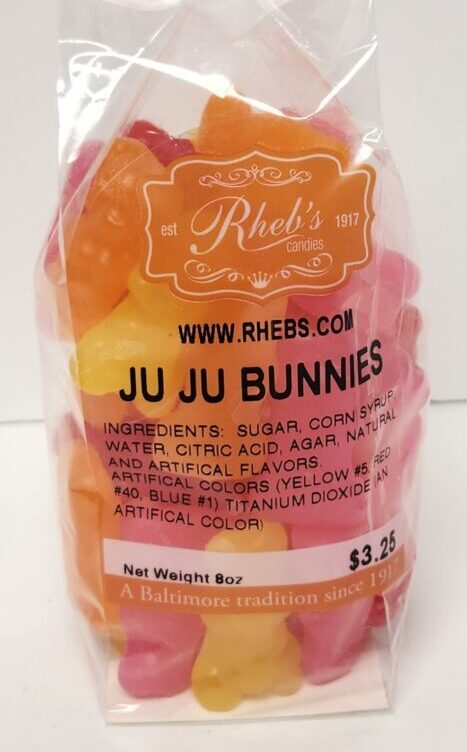 est Rheb's 1917
candies
WWW.RHEBS.COM
JU JU BUNNIES
INGREDIENTS: SUGAR, CORN SYRUP,
WATER, CITRIC ACID, AGAR, NATURAL
AND ARTIFICAL FLAVORS.
ARTIFICAL COLORS (YELLOW #5, RED
#40, BLUE #1) TITANIUM DIOXIDE (AN
ARTIFICAL COLOR)
$3.25
Net Weight 8oz
A Baltimore tradition since 1917